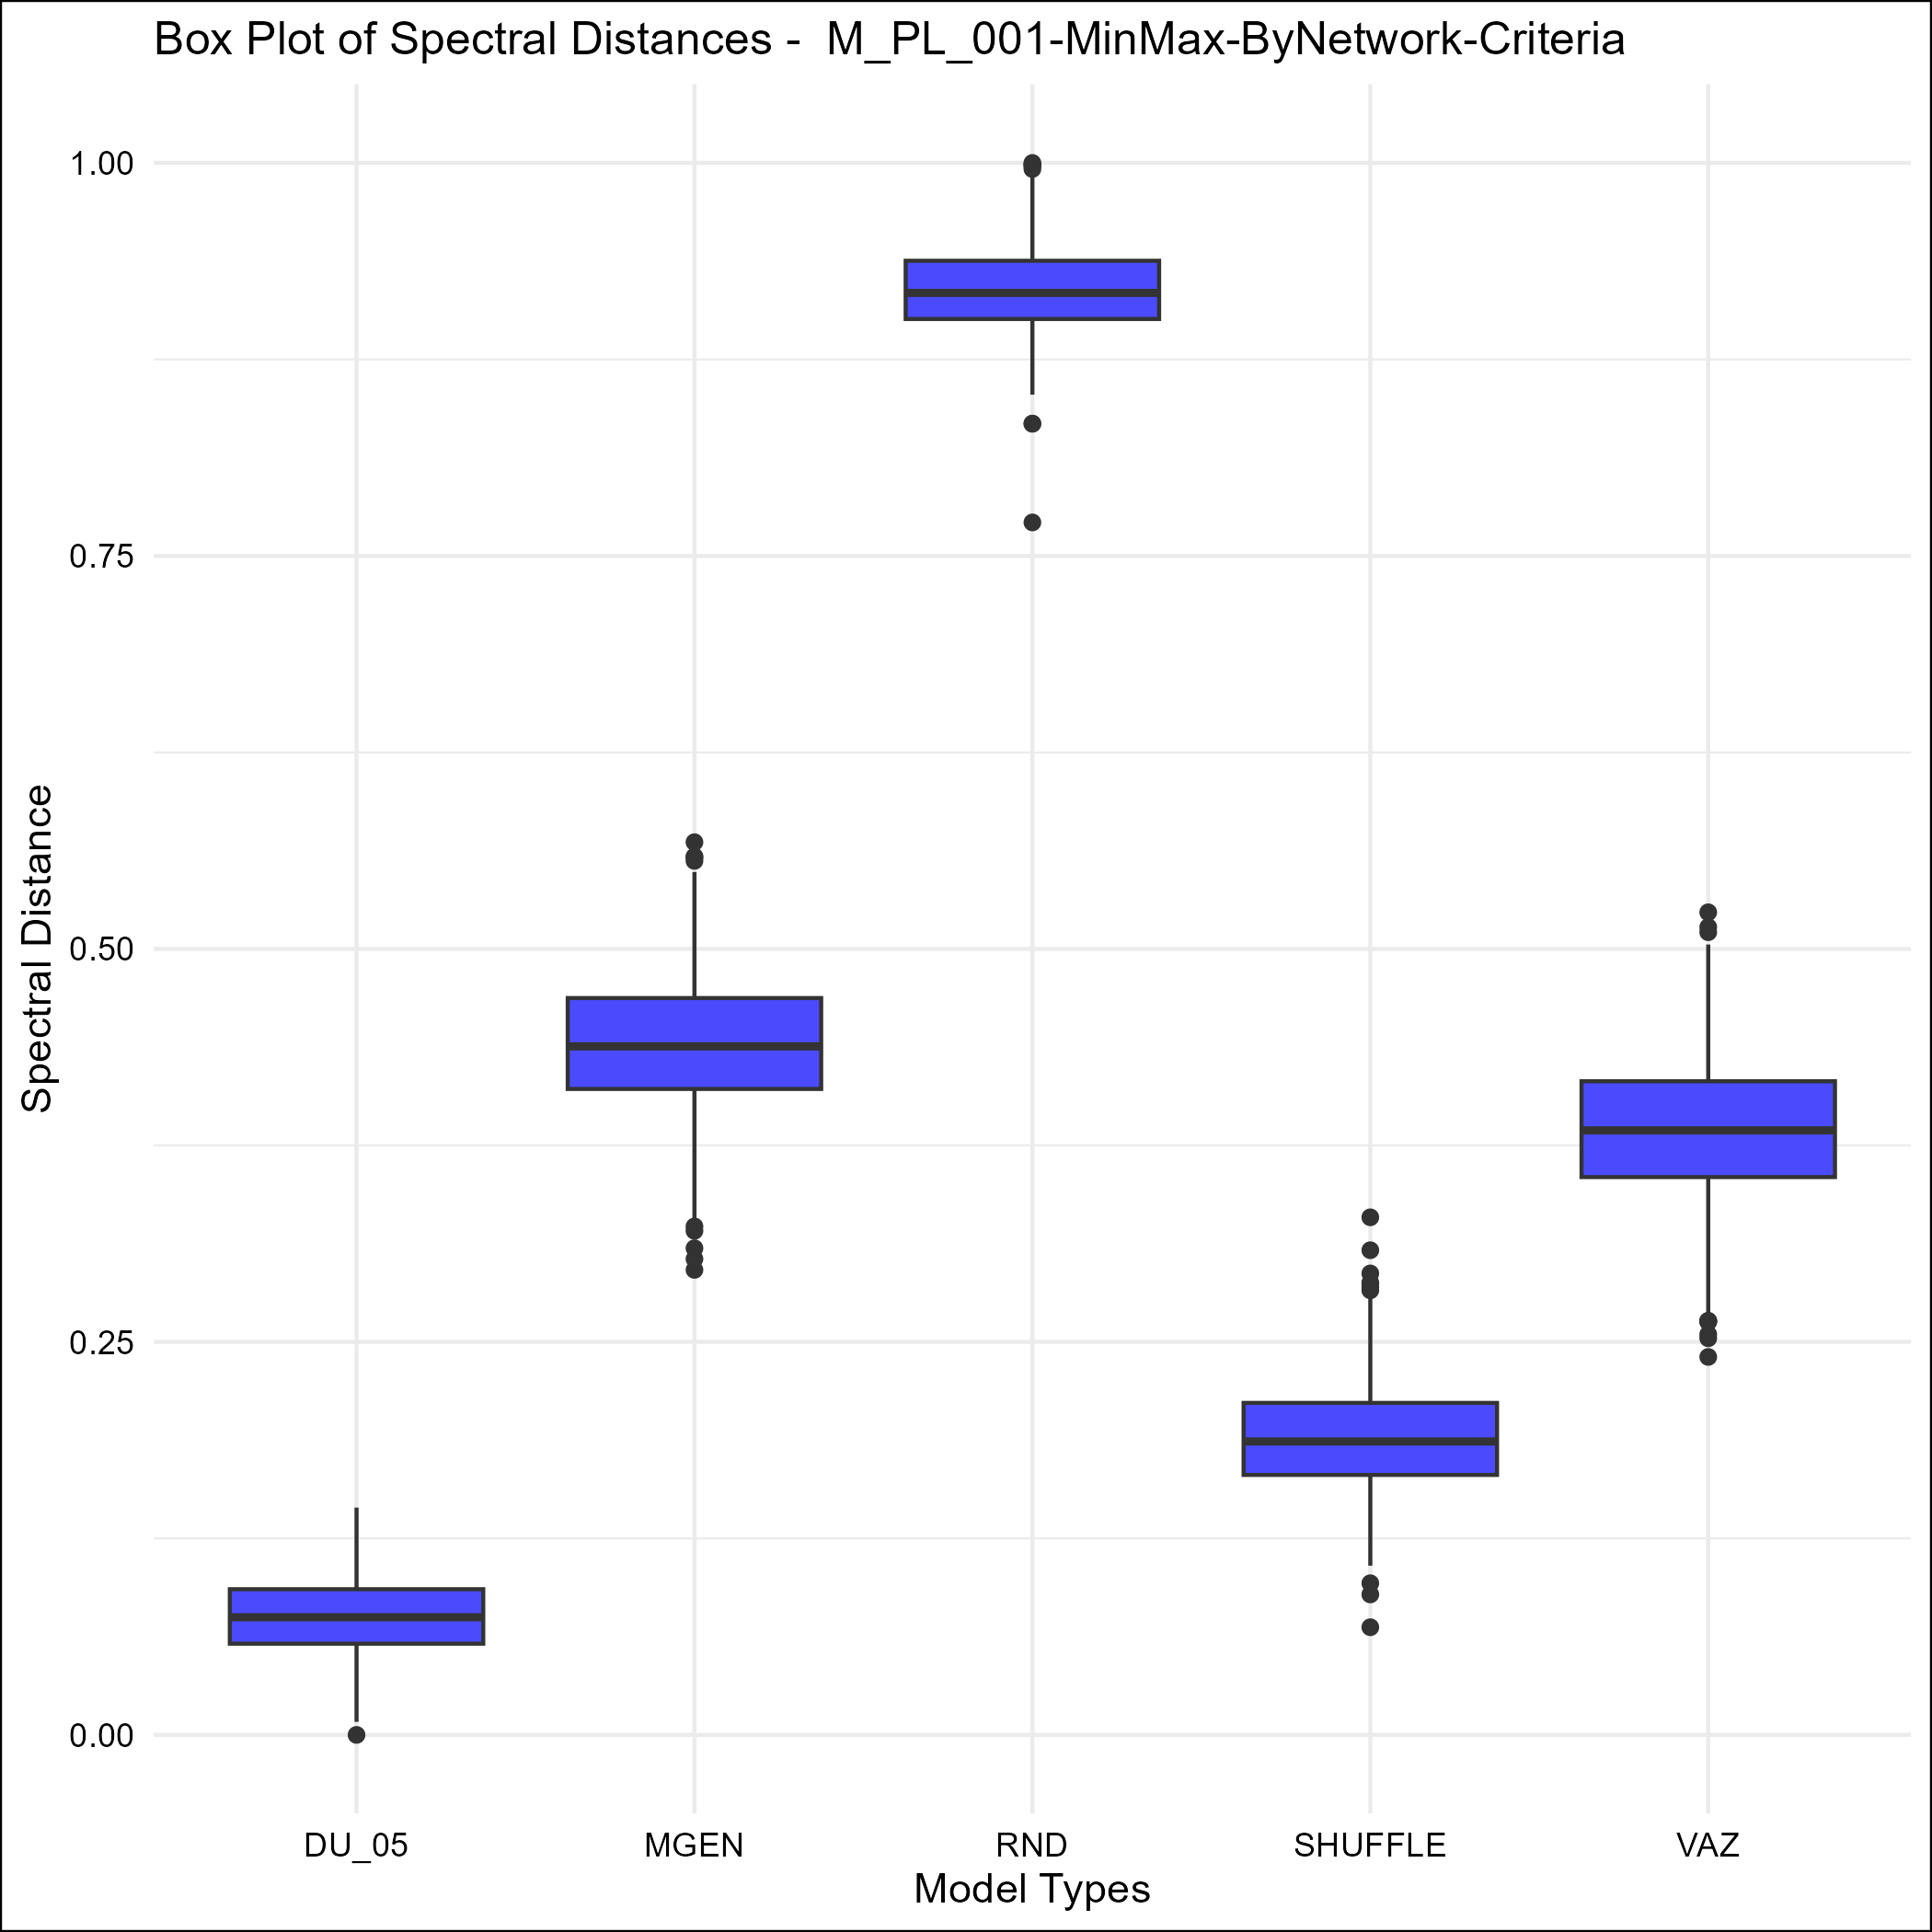 Box Plot of Spectral Distances -  M_PL_001-MinMax-ByNetwork-Criteria
Spectral Distance
1.00
0.75
0.50
0.25
0.00
DU_05 MGEN RND SHUFFLE VAZ
Model Types